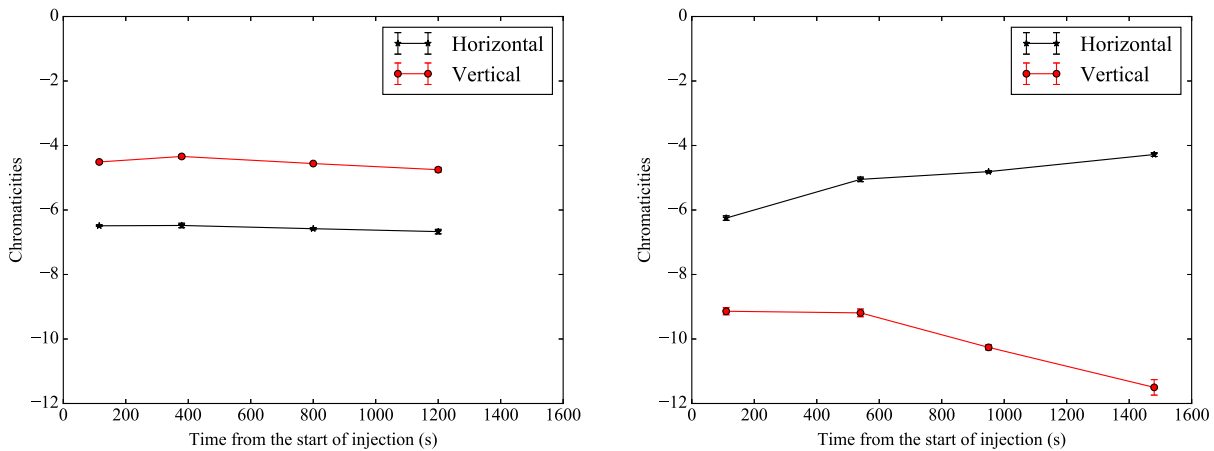 0
−2
−4
−6
−8
−10
−12
Chromaticities
0 200 400 600 800 1000 1200 1400 1600
Time from the start of injection (s)
Horizontal
Vertical
0
−2
−4
−6
−8
−10
−12
Chromaticities
0 200 400 600 800 1000 1200 1400 1600
Time from the start of injection (s)
Horizontal
Vertical